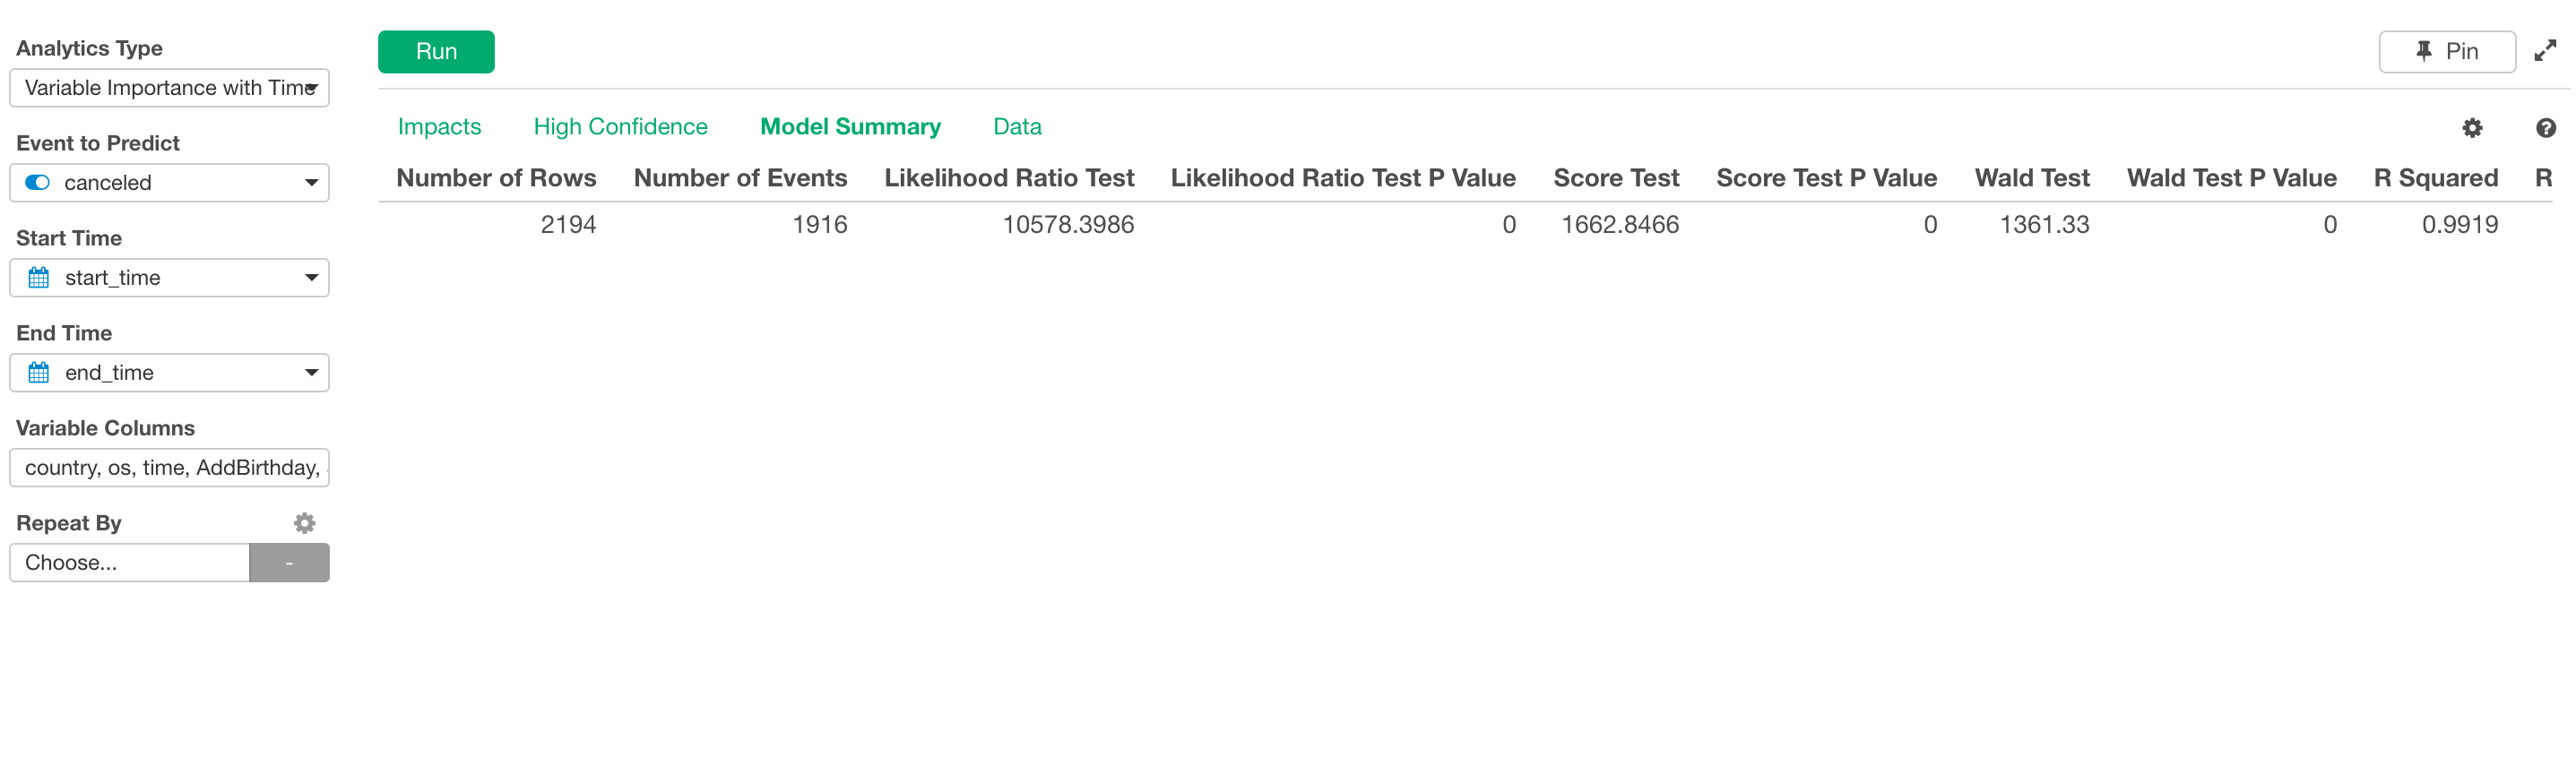 Analytics Type
Variable Importance with Time
Event to Predict
canceled
Start Time
start_time
End Time
end_time
Variable Columns
country, os, time, AddBirthday,
Repeat By
Choose...
-
Run
Pin
Impacts High Confidence Model Summary Data
Number of Rows Number of Events Likelihood Ratio Test Likelihood Ratio Test P Value Score Test Score Test P Value Wald Test Wald Test P Value R Squared R
2194 1916 10578.3986 0 1662.8466 0 1361.33 0 0.9919